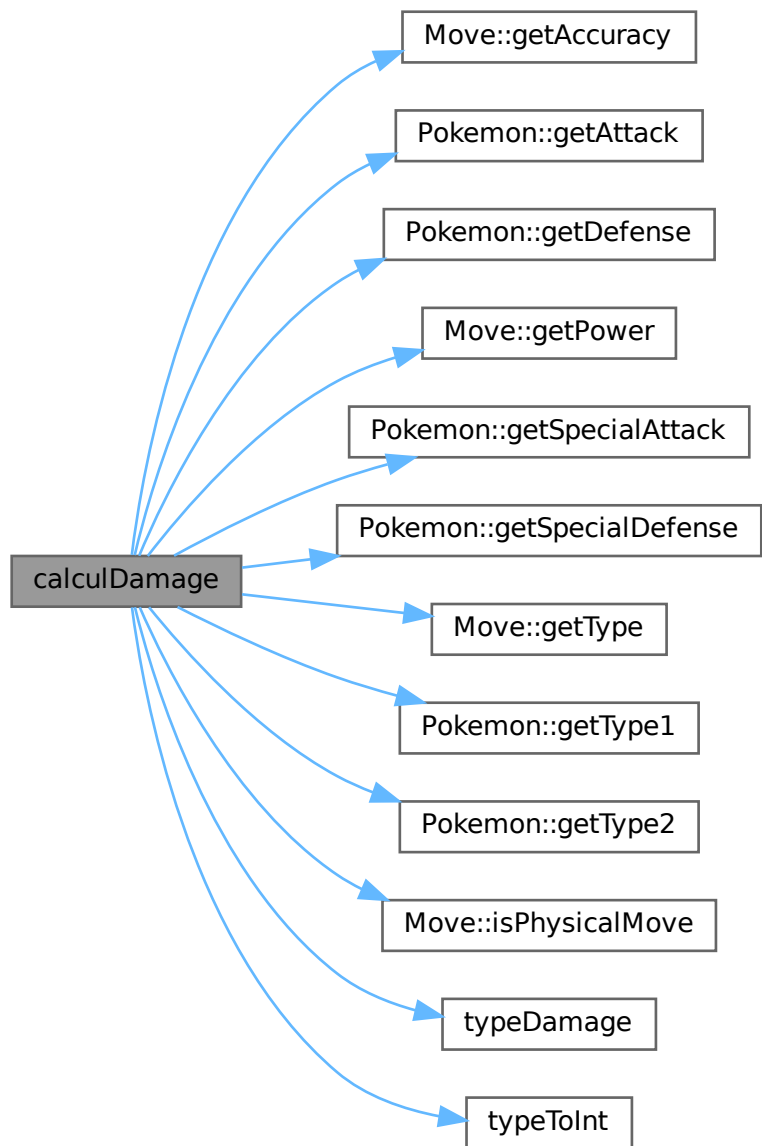 Move::getAccuracy
Pokemon::getAttack
Pokemon::getDefense
Move::getPower
Pokemon::getSpecialAttack
Pokemon::getSpecialDefense
calculDamage
Move::getType
Pokemon::getType1
Pokemon::getType2
Move::isPhysicalMove
typeDamage
typeToInt